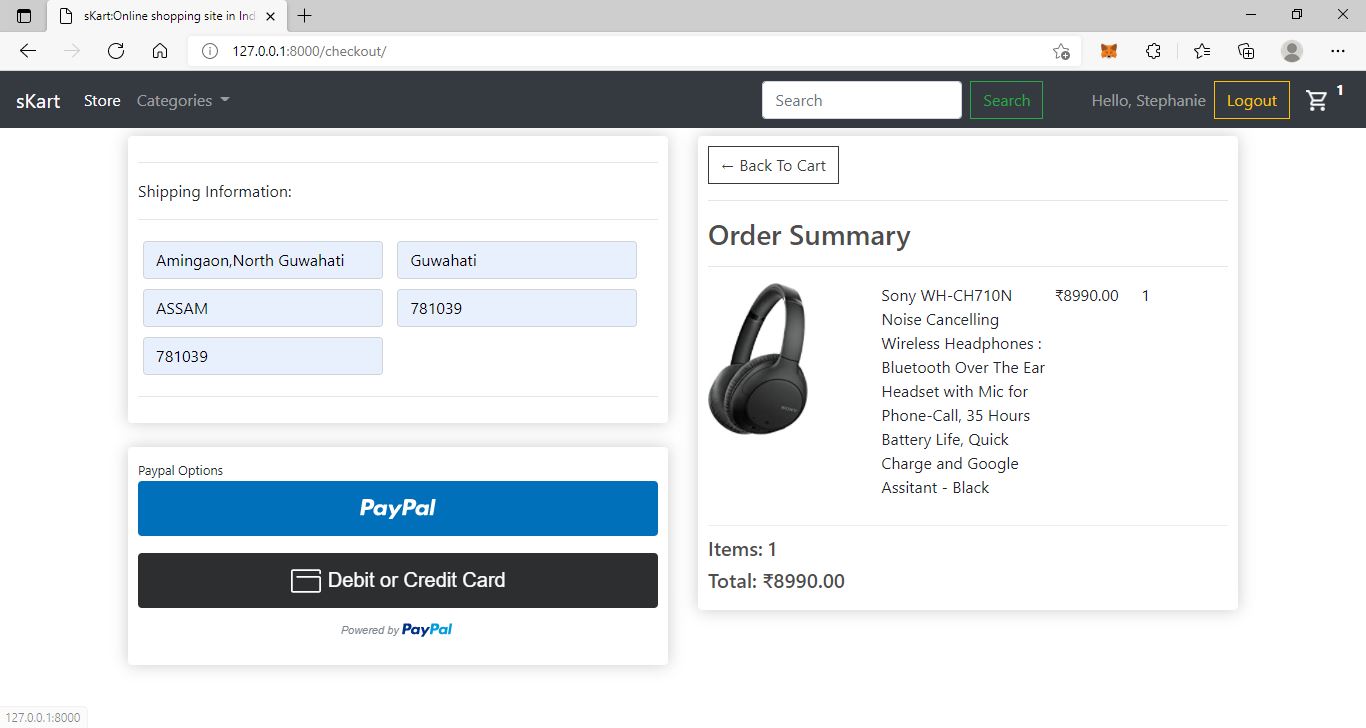 sKart:Online shopping site in Ind
127.0.0.1:8000/checkout/
sKart
Store
Categories
Search
Search
Hello, Stephanie
Logout
1
Shipping Information:
Amingaon,North Guwahati
Guwahati
ASSAM
781039
781039
Paypal Options
PayPal
Debit or Credit Card
Powered by PayPal
← Back To Cart
Order Summary
SONY
Sony WH-CH710N
₹8990.00
1
Noise Cancelling
Wireless Headphones :
Bluetooth Over The Ear
Headset with Mic for
Phone-Call, 35 Hours
Battery Life, Quick
Charge and Google
Assitant - Black
Items: 1
Total: ₹8990.00
127.0.0.1:8000